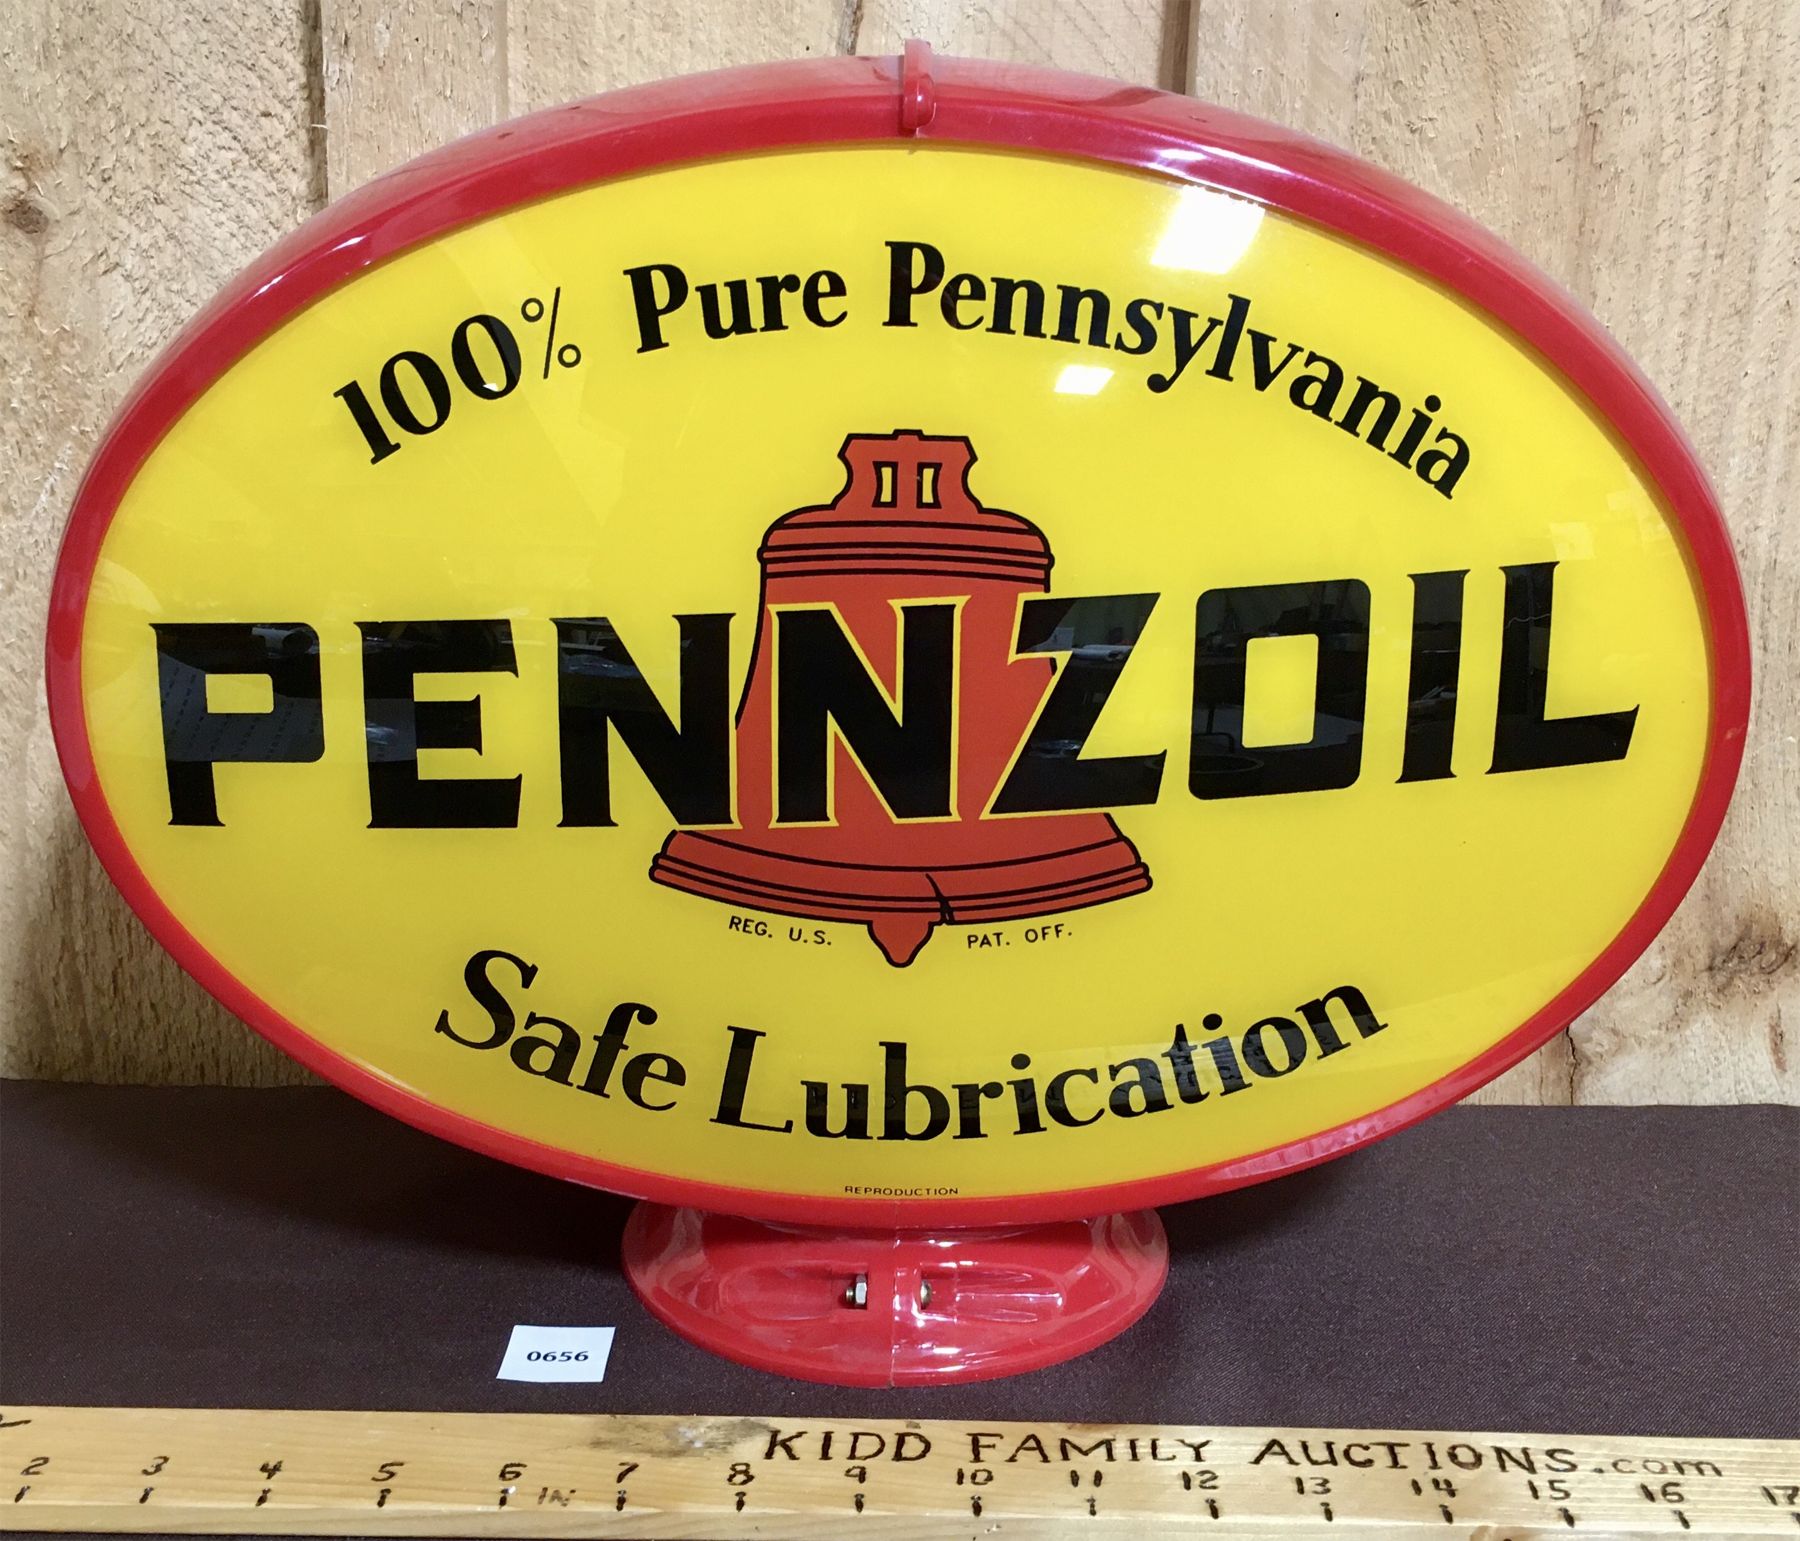 100% Pure Pennsylvania
PENNZOIL
REG. U.S. PAT. OFF.
Safe Lubrication
REPRODUCTION
0656
KIDD FAMILY AUCTIONS.com
2 3 4 5 6 7 8 9 10 11 12 13 14 15 16 17
IN